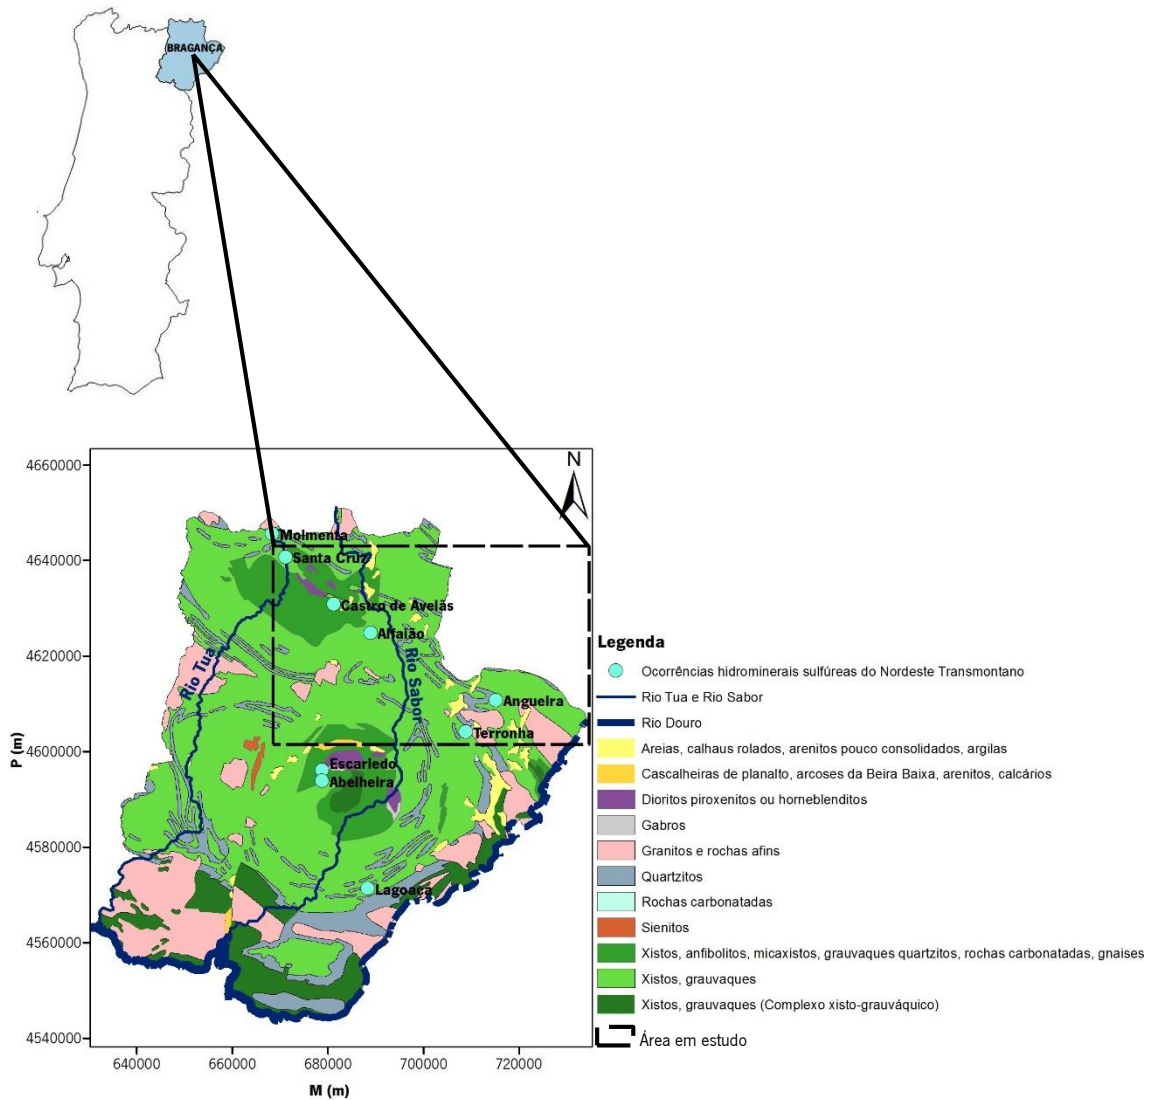 BRAGANÇA
N
4660000
4640000
4620000
4600000
4580000
4560000
4540000
P (m)
640000
660000
680000
700000
720000
M (m)
Moimenta
Santa Cruz
Castro de Avelãs
Alfaião
Rio Tua
Rio Sabor
Angueira
Terronha
Escarledo
Abelheira
Lagoaça
Legenda
Ocorrências hidrominerais sulfúreas do Nordeste Transmontano
Rio Tua e Rio Sabor
Rio Douro
Areias, calhaus rolados, arenitos pouco consolidados, argilas
Cascalheiras de planalto, arcoses da Beira Baixa, arenitos, calcários
Dioritos piroxenitos ou horneblenditos
Gabros
Granitos e rochas afins
Quartzitos
Rochas carbonatadas
Sienitos
Xistos, anfibolitos, micaxistos, grauvaques quartzitos, rochas carbonatadas, gnaises
Xistos, grauvaques
Xistos, grauvaques (Complexo xisto-grauváquico)
Área em estudo